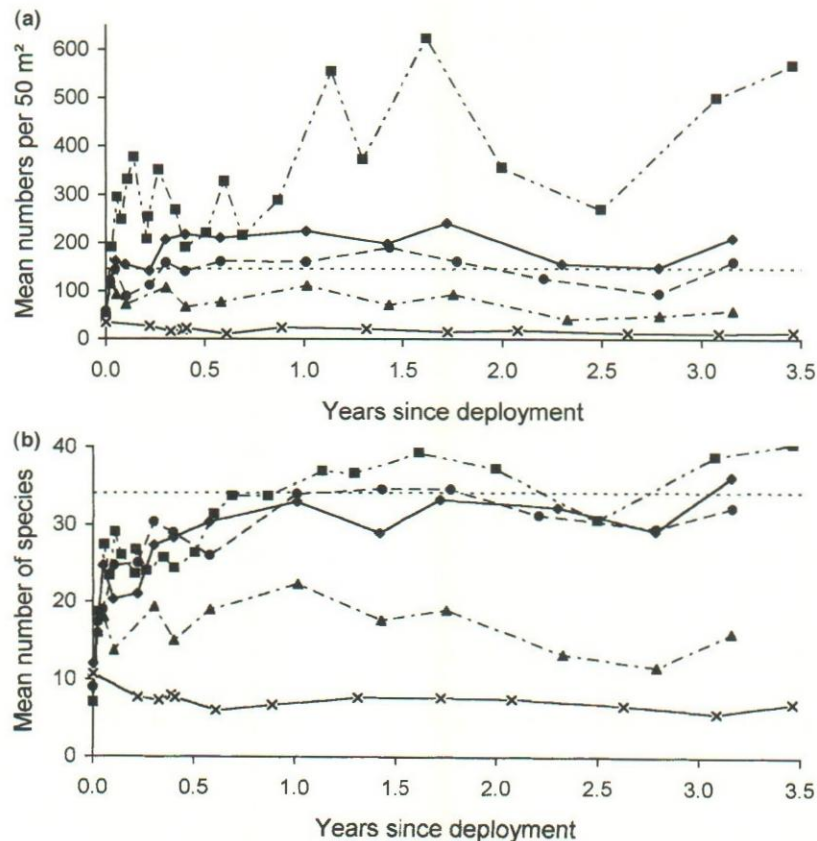 (a)
Mean numbers per 50 m²
600
500
400
300
200
100
0
0.0 0.5 1.0 1.5 2.0 2.5 3.0 3.5
Years since deployment
(b)
Mean number of species
40
30
20
10
0
0.0 0.5 1.0 1.5 2.0 2.5 3.0 3.5
Years since deployment